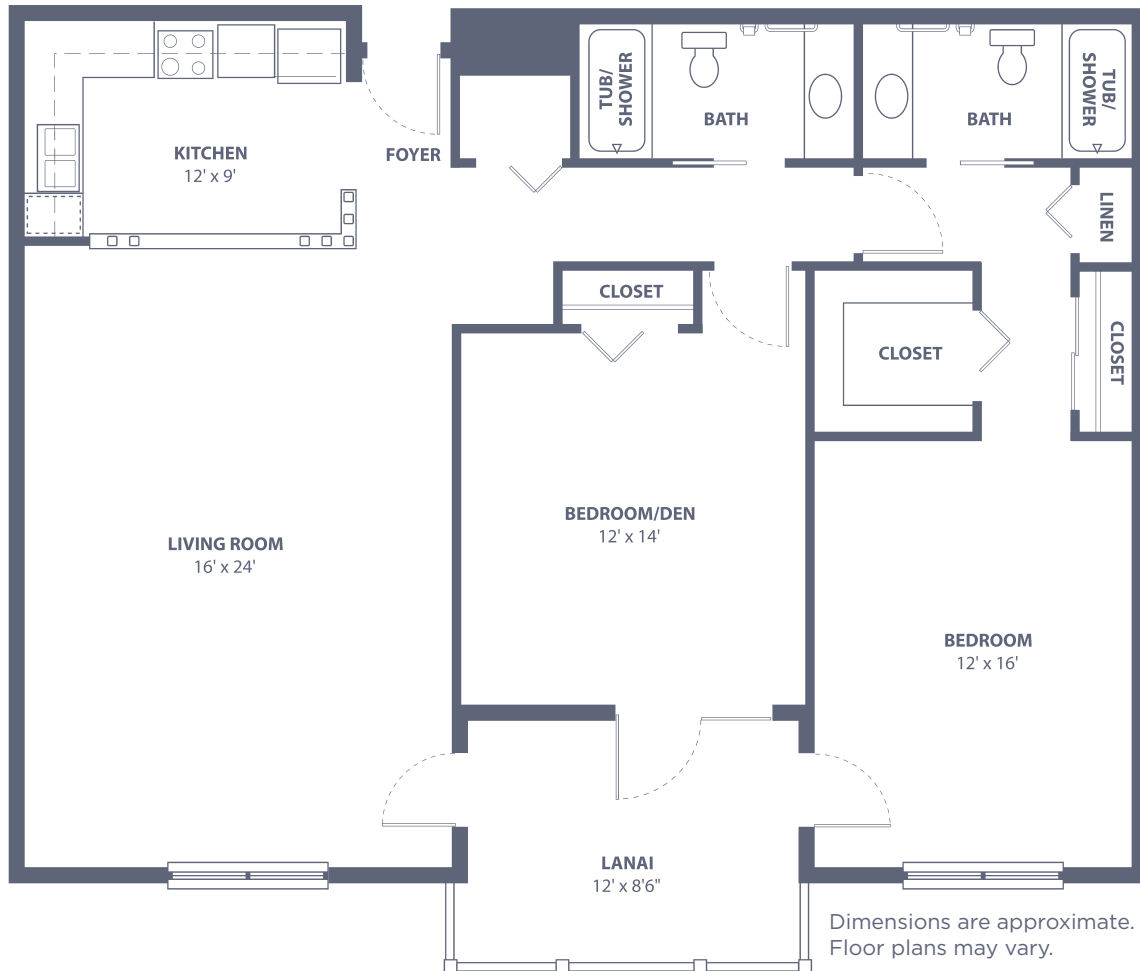 TUB/
SHOWER
BATH
BATH
TUB/
SHOWER
KITCHEN
12' x 9'
FOYER
LINEN
CLOSET
CLOSET
CLOSET
LIVING ROOM
16' x 24'
BEDROOM/DEN
12' x 14'
BEDROOM
12' x 16'
LANAI
12' x 8'6"
Dimensions are approximate.
Floor plans may vary.